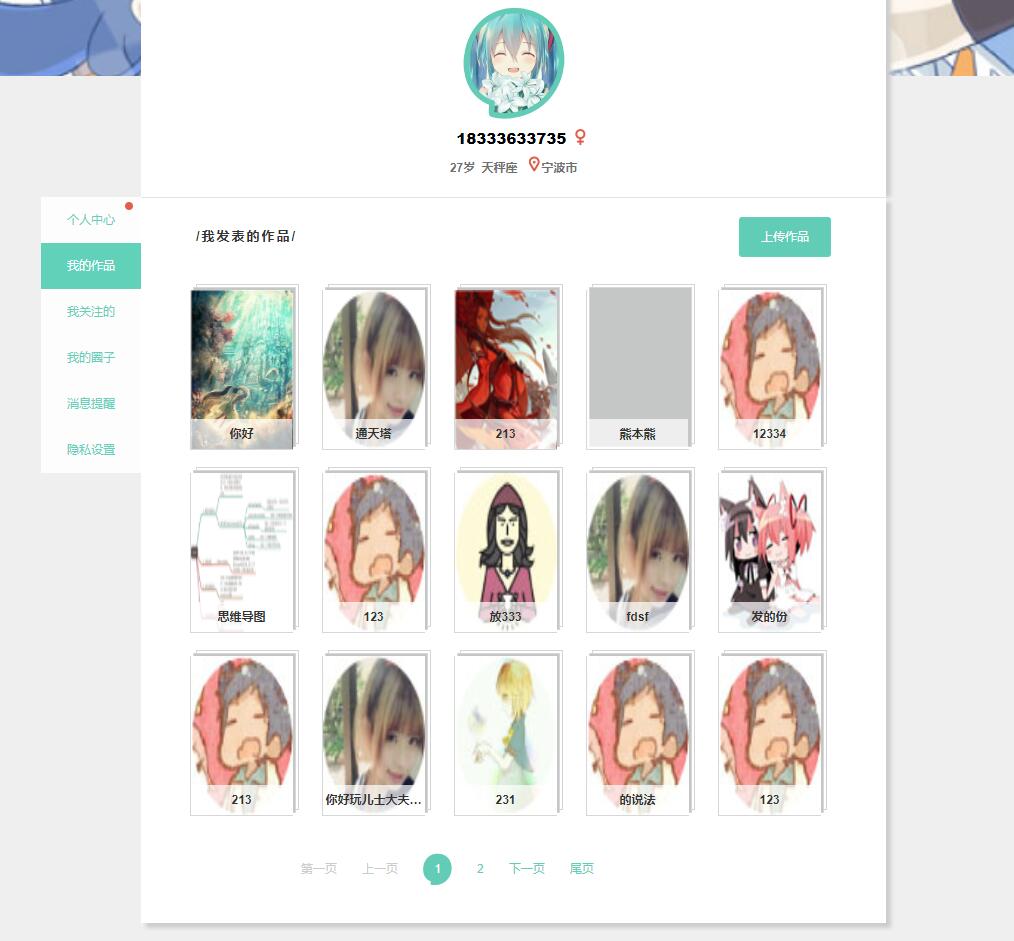 18333633735
27岁 天秤座 宁波市
个人中心
我的作品
我关注的
我的圈子
消息提醒
隐私设置
/我发表的作品/
上传作品
你好
通天塔
213
熊本熊
12334
思维导图
123
放333
fdsf
发的份
213
你好玩儿士大夫...
231
的说法
123
第一页 上一页 1 2 下一页 尾页